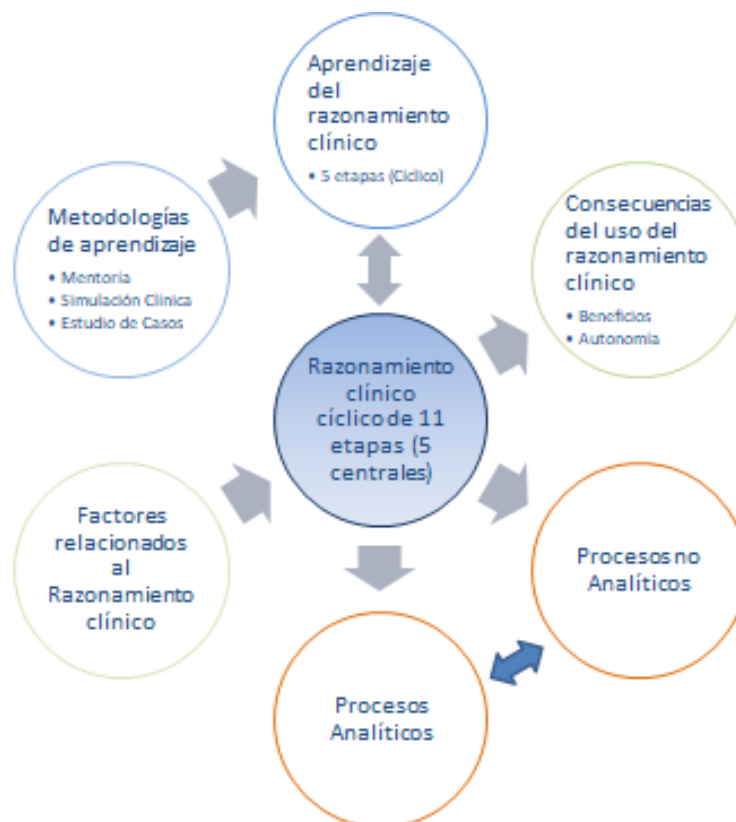 Aprendizaje
del
razonamiento
clínico
• 5 etapas (Cíclico)
Metodologías
de aprendizaje
• Mentoría
• Simulación Clínica
• Estudio de Casos
Consecuencias
del uso del
razonamiento
clínico
• Beneficios
• Autonomía
Razonamiento
clínico
cíclico de 11
etapas (5
centrales)
Factores
relacionados
al
Razonamiento
clínico
Procesos no
Analíticos
Procesos
Analíticos